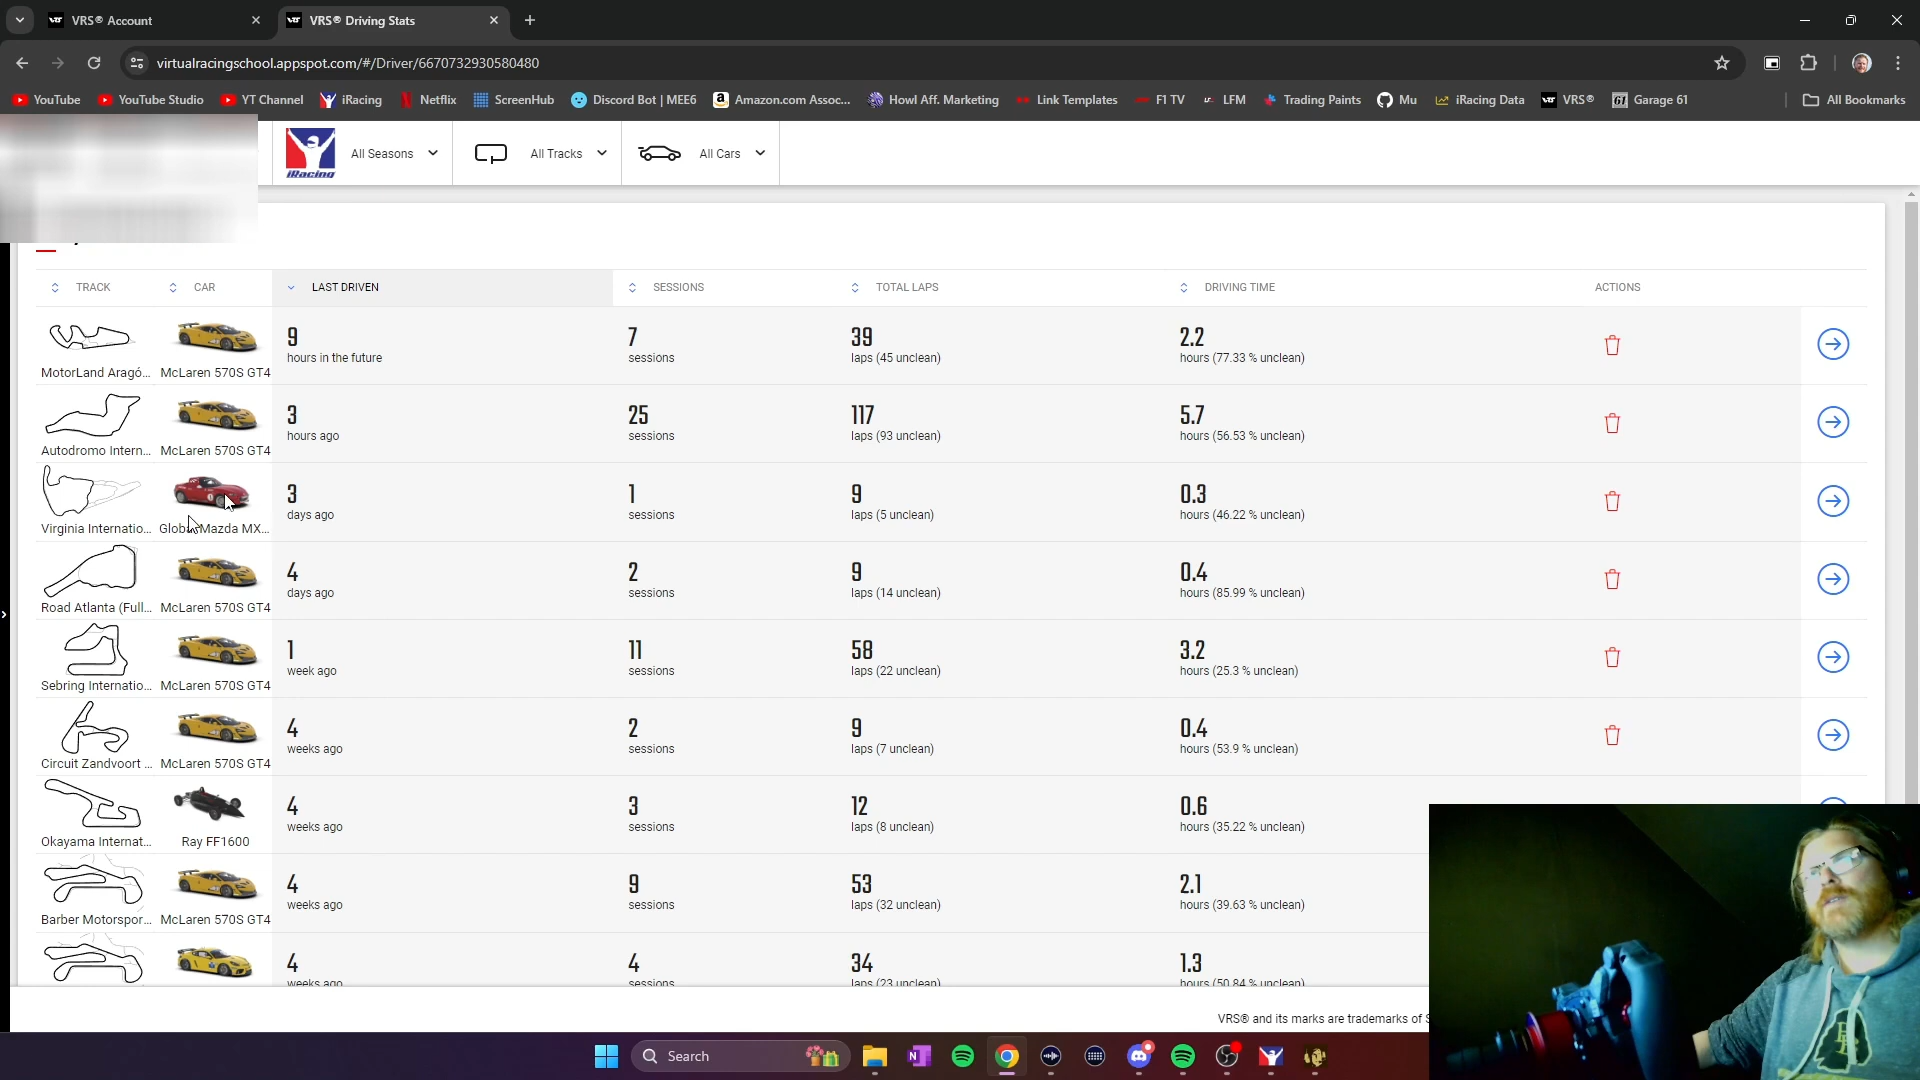 VRS® Account
VRS® Driving Stats
virtualracingschool.appspot.com/#/Driver/6670732930580480
YouTube
YouTube Studio
YT Channel
iRacing
Netflix
ScreenHub
Discord Bot | MEE6
Amazon.com Assoc...
Howl Aff. Marketing
Link Templates
F1 TV
LFM
Trading Paints
Mu
iRacing Data
VRS®
Garage 61
All Bookmarks
iRacing
All Seasons
All Tracks
All Cars
TRACK
CAR
LAST DRIVEN
SESSIONS
TOTAL LAPS
DRIVING TIME
ACTIONS
MotorLand Aragó...
McLaren 570S GT4
9
hours in the future
7
sessions
39
laps (45 unclean)
2.2
hours (77.33 % unclean)
Autodromo Intern...
McLaren 570S GT4
3
hours ago
25
sessions
117
laps (93 unclean)
5.7
hours (56.53 % unclean)
Virginia Internatio...
Global Mazda MX...
3
days ago
1
sessions
9
laps (5 unclean)
0.3
hours (46.22 % unclean)
Road Atlanta (Full...
McLaren 570S GT4
4
days ago
2
sessions
9
laps (14 unclean)
0.4
hours (85.99 % unclean)
Sebring Internatio...
McLaren 570S GT4
1
week ago
11
sessions
58
laps (22 unclean)
3.2
hours (25.3 % unclean)
Circuit Zandvoort ...
McLaren 570S GT4
4
weeks ago
2
sessions
9
laps (7 unclean)
0.4
hours (53.9 % unclean)
Okayama Internat...
Ray FF1600
4
weeks ago
3
sessions
12
laps (8 unclean)
0.6
hours (35.22 % unclean)
Barber Motorspor...
McLaren 570S GT4
4
weeks ago
9
sessions
53
laps (32 unclean)
2.1
hours (39.63 % unclean)
4
weeks ago
4
sessions
34
laps (23 unclean)
1.3
hours (50.84 % unclean)
VRS® and its marks are trademarks of
Search